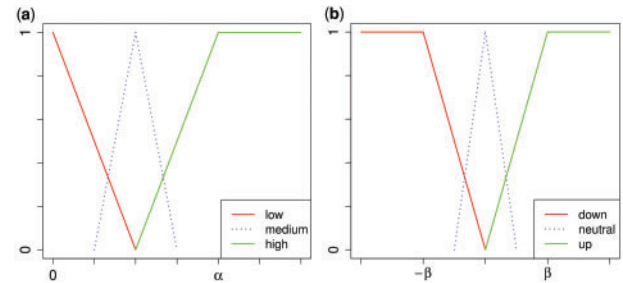 (a)
1
0
0
α
low
medium
high
(b)
1
0
−β
β
down
neutral
up